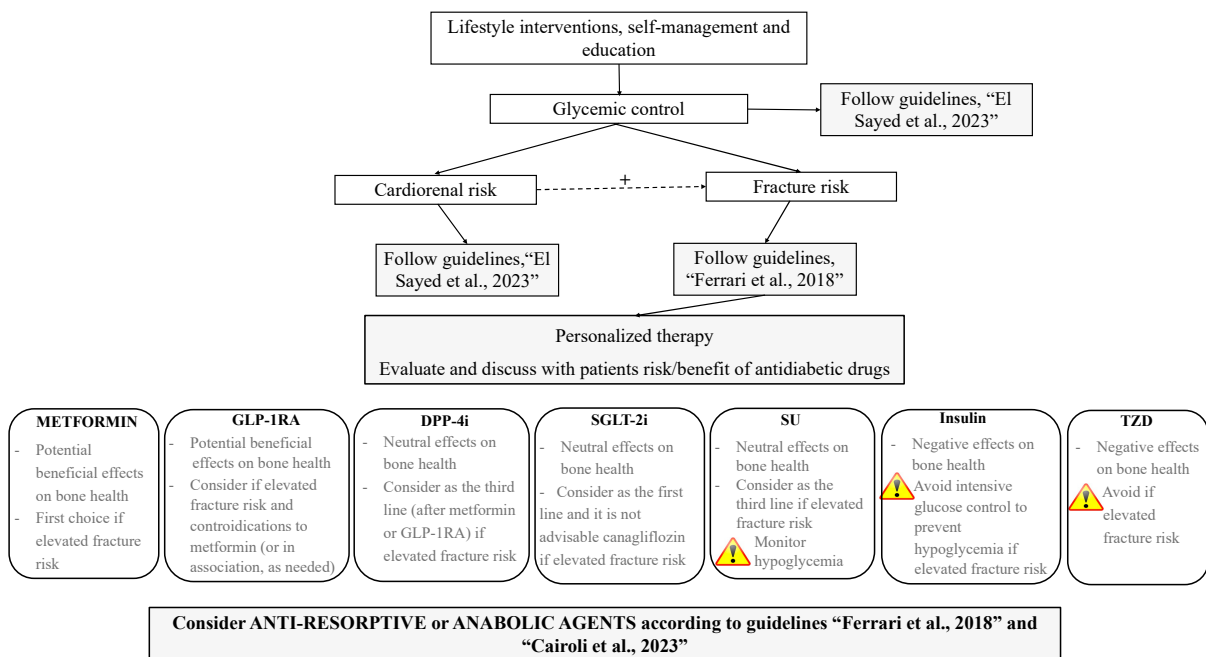 Lifestyle interventions, self-management and
education
Glycemic control
Follow guidelines, “El
Sayed et al., 2023”
Cardiorenal risk
+
Fracture risk
Follow guidelines,“El
Sayed et al., 2023”
Follow guidelines,
“Ferrari et al., 2018”
Personalized therapy
Evaluate and discuss with patients risk/benefit of antidiabetic drugs
METFORMIN
- Potential
beneficial effects
on bone health
- First choice if
elevated fracture
risk
GLP-1RA
- Potential beneficial
effects on bone health
- Consider if elevated
fracture risk and
controidications to
metformin (or in
association, as needed)
DPP-4i
- Neutral effects on
bone health
- Consider as the third
line (after metformin
or GLP-1RA) if
elevated fracture risk
SGLT-2i
- Neutral effects on
bone health
- Consider as the first
line and it is not
advisable canagliflozin
if elevated fracture risk
SU
- Neutral effects on
bone health
- Consider as the
third line if elevated
fracture risk
! Monitor
hypoglycemia
Insulin
- Negative effects on
bone health
! Avoid intensive
glucose control to
prevent
hypoglycemia if
elevated fracture risk
TZD
- Negative effects
on bone health
! Avoid if
elevated
fracture risk
Consider ANTI-RESORPTIVE or ANABOLIC AGENTS according to guidelines “Ferrari et al., 2018” and
“Cairoli et al., 2023”